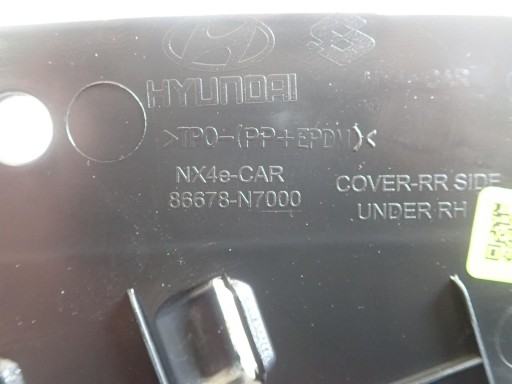 HYUNDAI
>TPO-(PP+EPDM)<
NX4e-CAR
86678-N7000
COVER-RR SIDE
UNDER RH